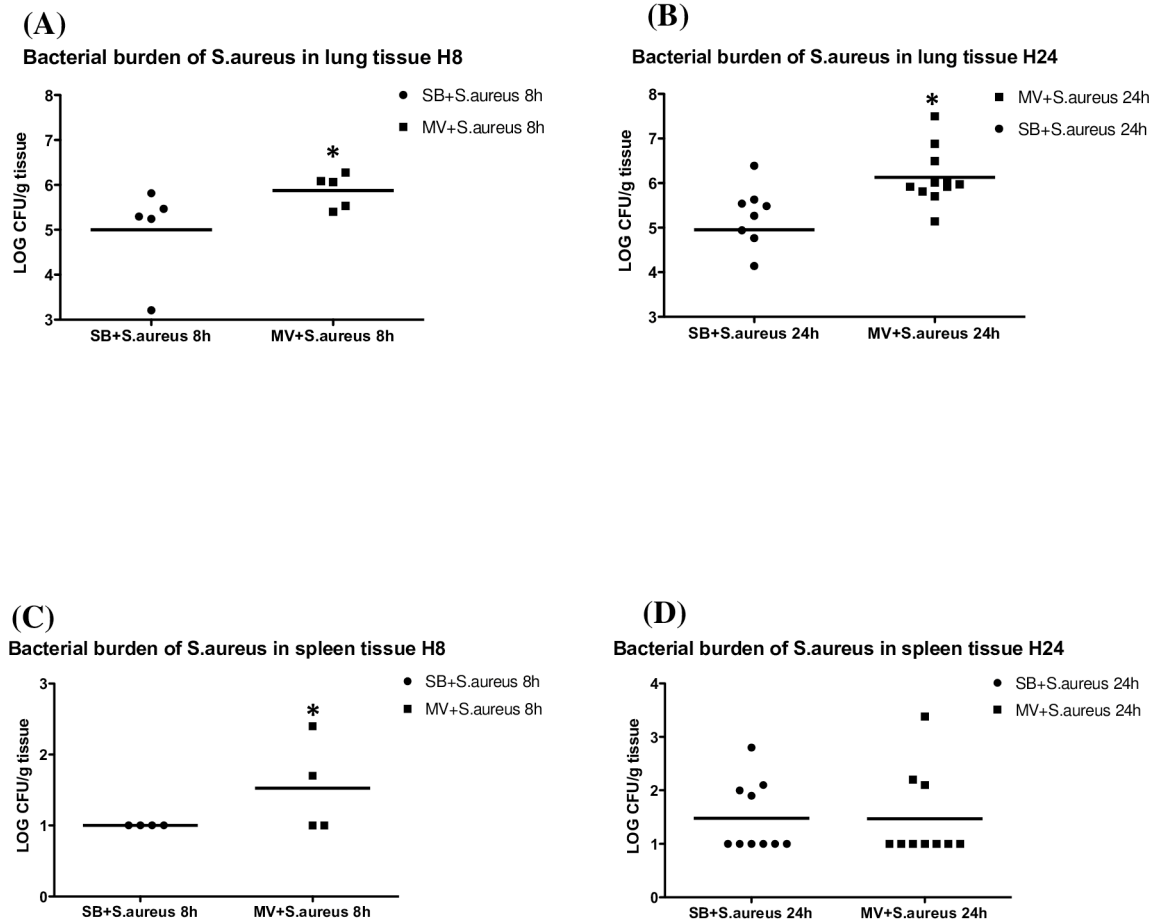 (A)
Bacterial burden of S.aureus in lung tissue H8
LOG CFU/g tissue
8
7
6
5
4
3
*
SB+S.aureus 8h
MV+S.aureus 8h
SB+S.aureus 8h
MV+S.aureus 8h
(B)
Bacterial burden of S.aureus in lung tissue H24
LOG CFU/g tissue
8
7
6
5
4
3
*
MV+S.aureus 24h
SB+S.aureus 24h
SB+S.aureus 24h
MV+S.aureus 24h
(C)
Bacterial burden of S.aureus in spleen tissue H8
LOG CFU/g tissue
3
2
1
0
*
SB+S.aureus 8h
MV+S.aureus 8h
SB+S.aureus 8h
MV+S.aureus 8h
(D)
Bacterial burden of S.aureus in spleen tissue H24
LOG CFU/g tissue
4
3
2
1
0
SB+S.aureus 24h
MV+S.aureus 24h
SB+S.aureus 24h
MV+S.aureus 24h